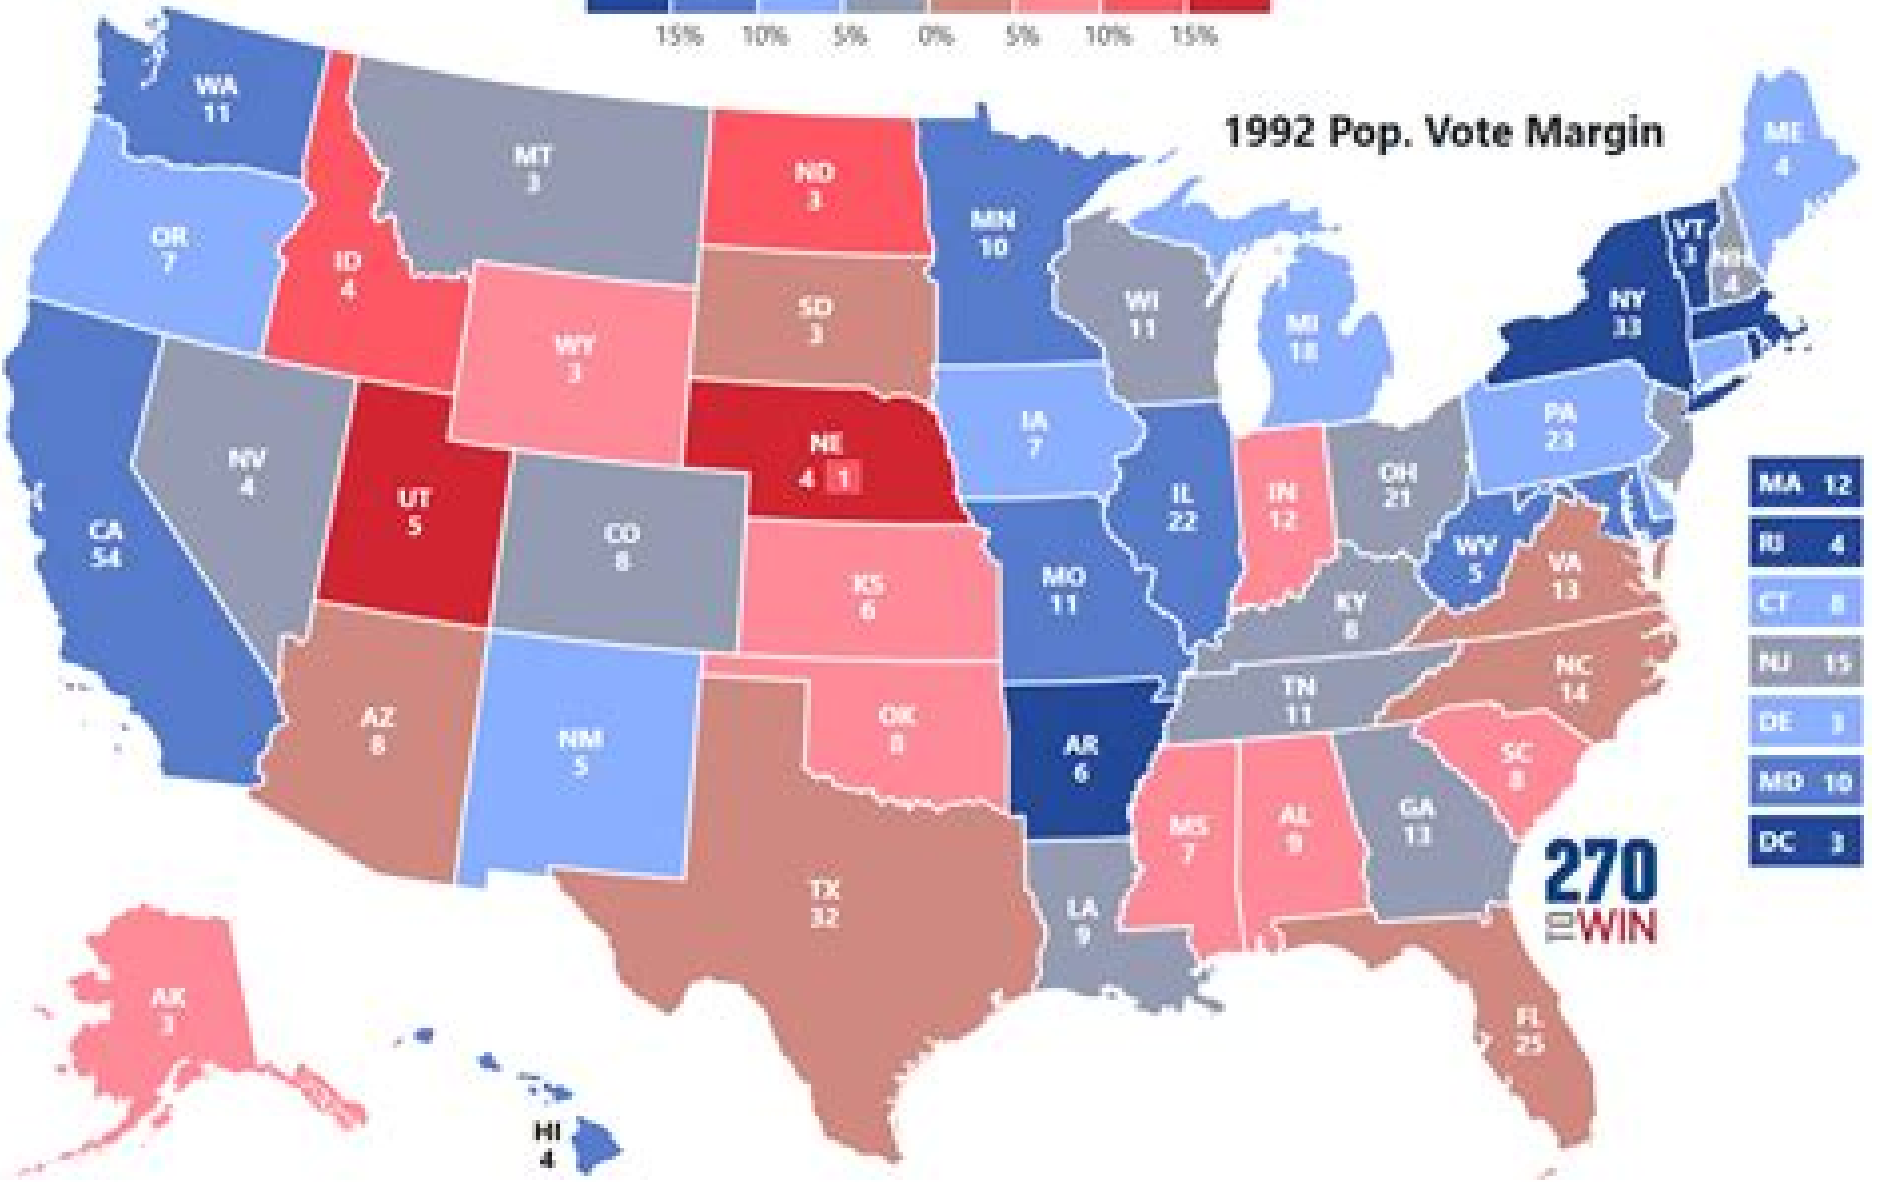 15% 10% 5% 0% 5% 10% 15%
1992 Pop. Vote Margin
WA
11
MT
3
ND
3
MN
10
ME
4
OR
7
ID
4
VT
3
NH
4
WY
3
SD
3
WI
11
MI
18
NY
33
NV
4
UT
5
NE
4 1
IA
7
PA
23
CA
54
CO
8
KS
6
MO
11
IL
22
IN
12
OH
21
WV
5
VA
13
KY
8
MA 12
RI 4
CT 8
NJ 15
DE 3
MD 10
DC 3
AZ
8
NM
5
OK
8
AR
6
TN
11
NC
14
SC
8
TX
32
LA
9
MS
7
AL
9
GA
13
FL
25
270
TO WIN
AK
3
HI
4